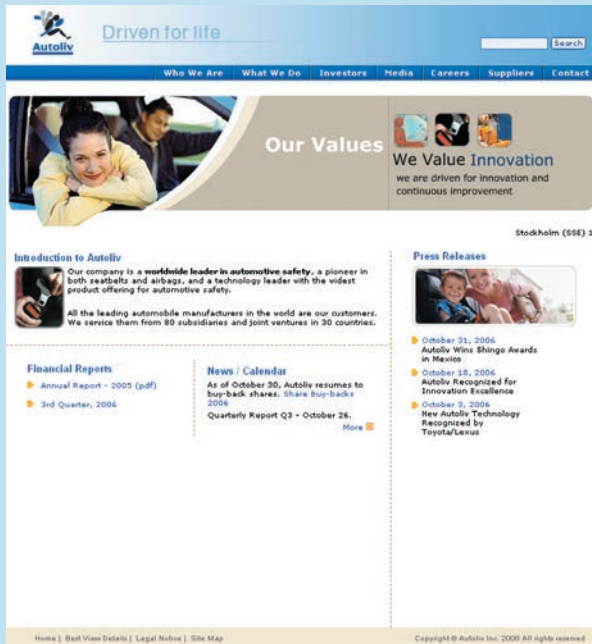 Autoliv
Driven for life
Search
Who We Are What We Do Investors Media Careers Suppliers Contact
Our Values
We Value Innovation
we are driven for innovation and
continuous improvement
Stockholm (SSE) 1
Introduction to Autoliv
Our company is a worldwide leader in automotive safety, a pioneer in
both seatbelts and airbags, and a technology leader with the widest
product offering for automotive safety.
All the leading automobile manufacturers in the world are our customers.
We service them from 80 subsidiaries and joint ventures in 30 countries.
Financial Reports
Annual Report - 2005 (pdf)
3rd Quarter, 2006
News / Calendar
As of October 30, Autoliv resumes to
buy-back shares. Share Buy-backs
2006
Quarterly Report Q3 - October 26.
More
Press Releases
October 31, 2006
Autoliv Wins Shingo Awards
in Mexico
October 18, 2006
Autoliv Recognized for
Innovation Excellence
October 3, 2006
New Autoliv Technology
Recognized by
Toyota/Lexus
Home | Best View Details | Legal Notice | Site Map
Copyright © Autoliv Inc. 2006 All rights reserved